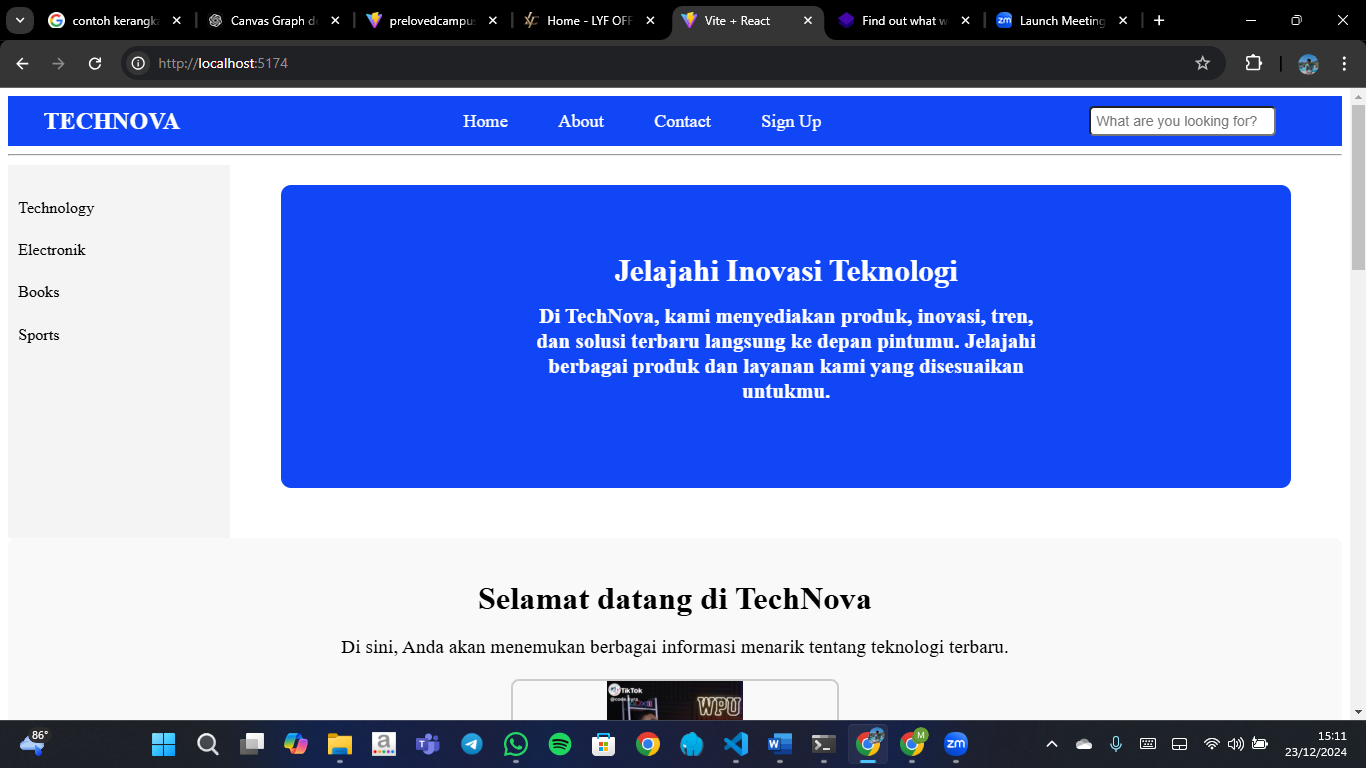 contoh kerangka
Canvas Graph de
prelovedcampus
Home - LYF OFF
Vite + React
Find out what w
Launch Meeting
http://localhost:5174
TECHNOVA
Home
About
Contact
Sign Up
What are you looking for?
Technology
Electronik
Books
Sports
Jelajahi Inovasi Teknologi
Di TechNova, kami menyediakan produk, inovasi, tren,
dan solusi terbaru langsung ke depan pintumu. Jelajahi
berbagai produk dan layanan kami yang disesuaikan
untukmu.
Selamat datang di TechNova
Di sini, Anda akan menemukan berbagai informasi menarik tentang teknologi terbaru.
TikTok
WPU
86°
15:11
23/12/2024